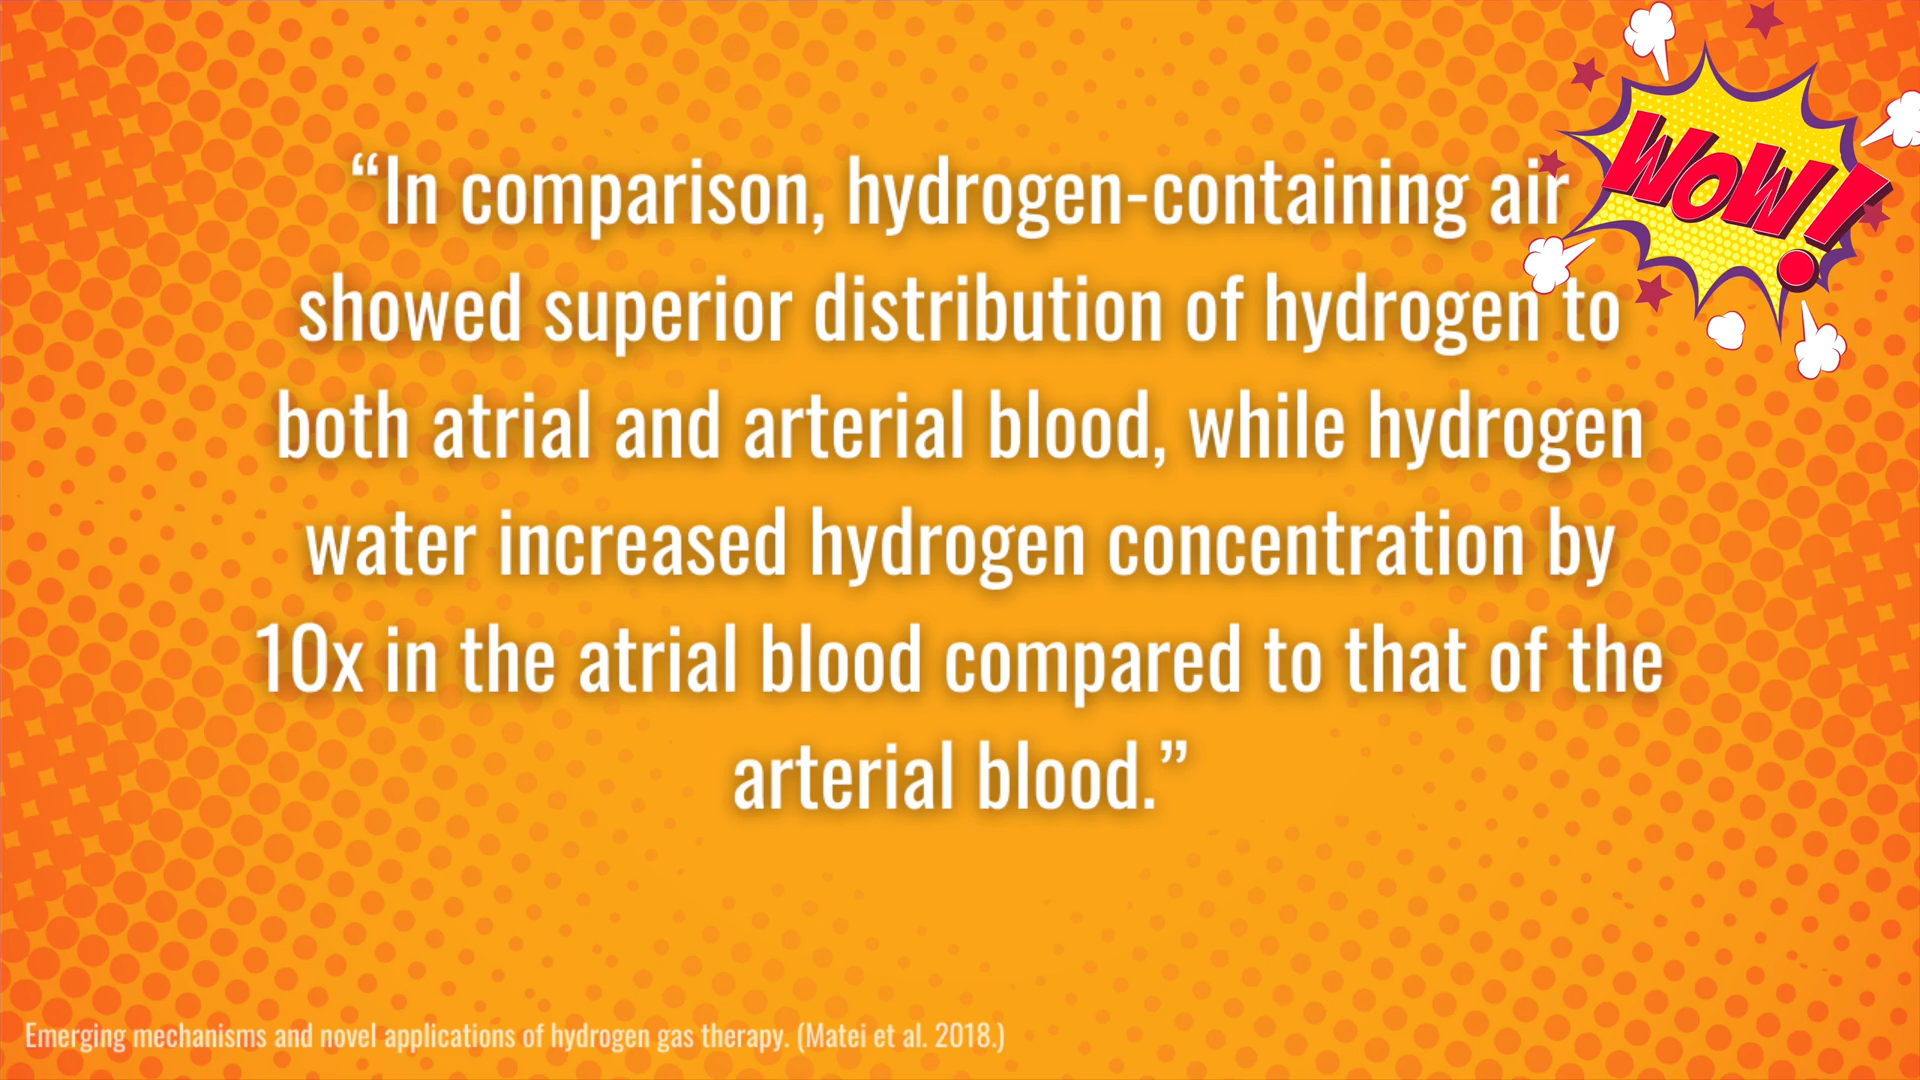 “In comparison, hydrogen-containing air
showed superior distribution of hydrogen to
both atrial and arterial blood, while hydrogen
water increased hydrogen concentration by
10x in the atrial blood compared to that of the
arterial blood.”
WOW!
Emerging mechanisms and novel applications of hydrogen gas therapy. (Matei et al. 2018.)